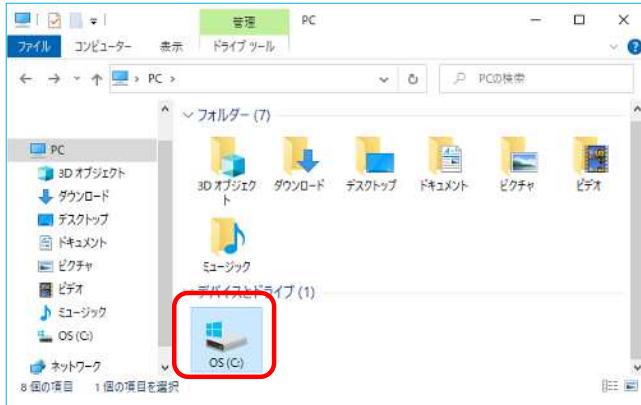 管理
PC
ファイル
コンピューター
表示
ドライブ ツール
PC
PCの検索
PC
3D オブジェクト
ダウンロード
デスクトップ
ドキュメント
ピクチャ
ビデオ
ミュージック
OS (C:)
ネットワーク
フォルダー (7)
3D オブジェク
ト
ダウンロード
デスクトップ
ドキュメント
ピクチャ
ビデオ
ミュージック
デバイスとドライブ (1)
OS (C:)
8 個の項目
1 個の項目を選択